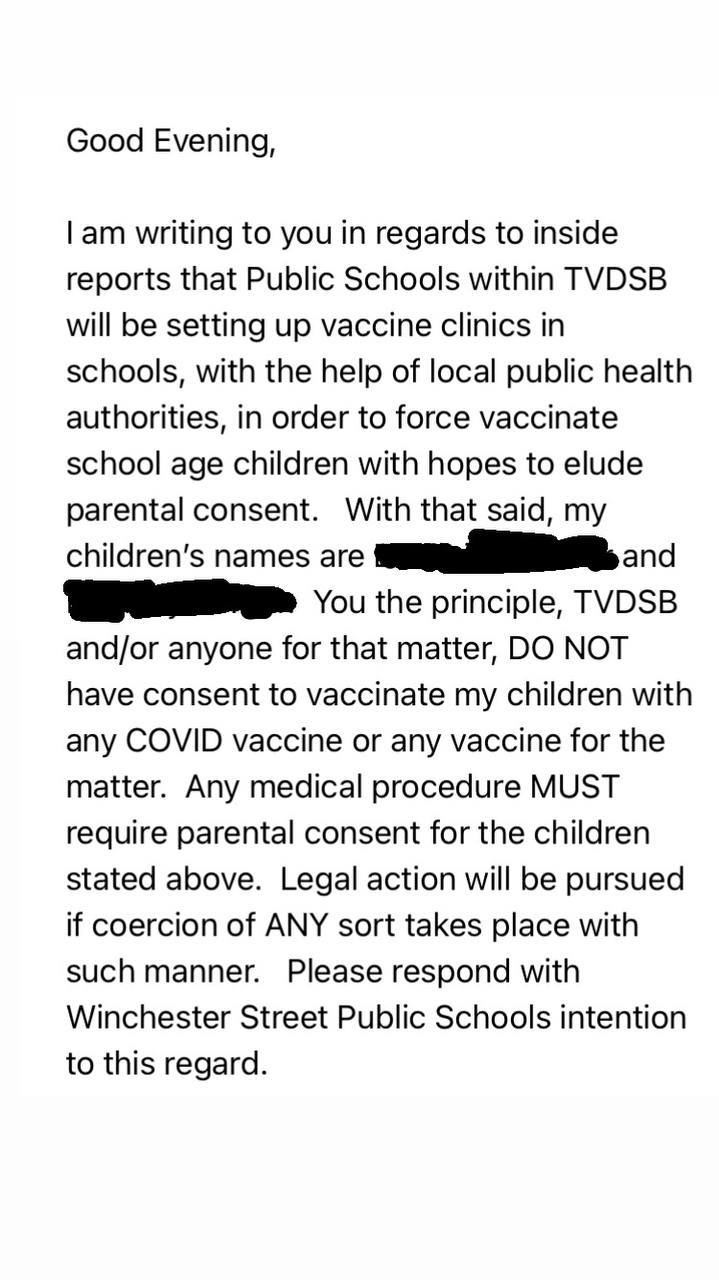 Good Evening,
I am writing to you in regards to inside
reports that Public Schools within TVDSB
will be setting up vaccine clinics in
schools, with the help of local public health
authorities, in order to force vaccinate
school age children with hopes to elude
parental consent.   With that said, my
children’s names are and
You the principle, TVDSB
and/or anyone for that matter, DO NOT
have consent to vaccinate my children with
any COVID vaccine or any vaccine for the
matter.  Any medical procedure MUST
require parental consent for the children
stated above.  Legal action will be pursued
if coercion of ANY sort takes place with
such manner.   Please respond with
Winchester Street Public Schools intention
to this regard.